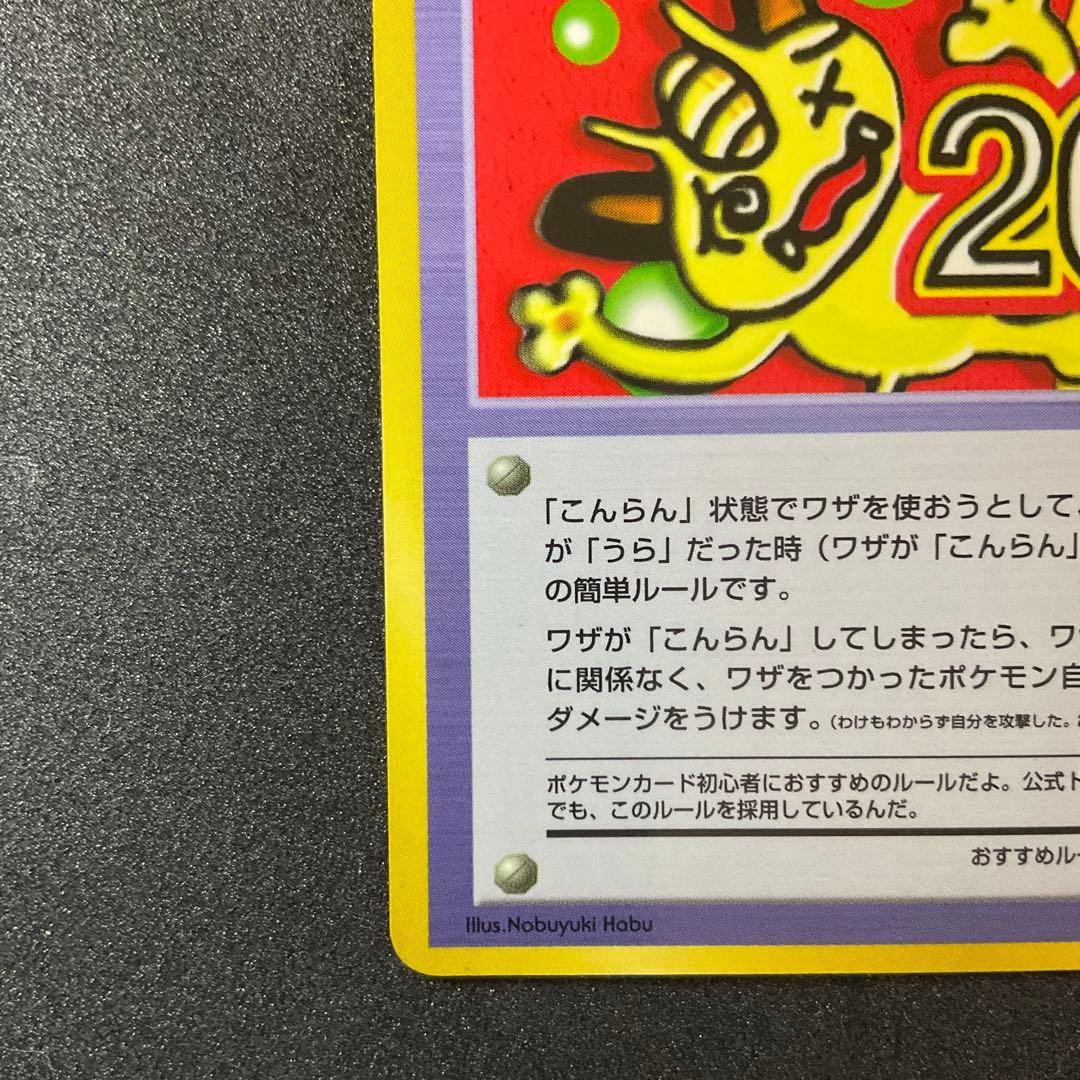 20
「こんらん」状態でワザを使おうとして
が「うら」だった時（ワザが「こんらん」
の簡単ルールです。
ワザが「こんらん」してしまったら、ワ
に関係なく、ワザをつかったポケモン自
ダメージをうけます。（わけもわからず自分を攻撃した。
ポケモンカード初心者におすすめのルールだよ。公式ト
でも、このルールを採用しているんだ。
おすすめル
Illus.Nobuyuki Habu